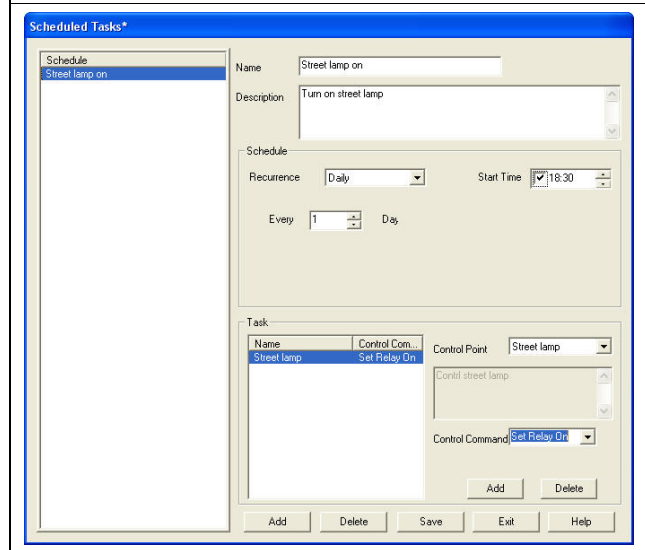 Scheduled Tasks*
Schedule
Street lamp on
Name
Street lamp on
Description
Turn on street lamp
Schedule
Recurrence
Daily
Start Time
18:30
Every
1
Day
Task
Name
Control Com...
Street lamp
Set Relay On
Control Point
Street lamp
Contrl street lamp
Control Command
Set Relay On
Add
Delete
Add
Delete
Save
Exit
Help